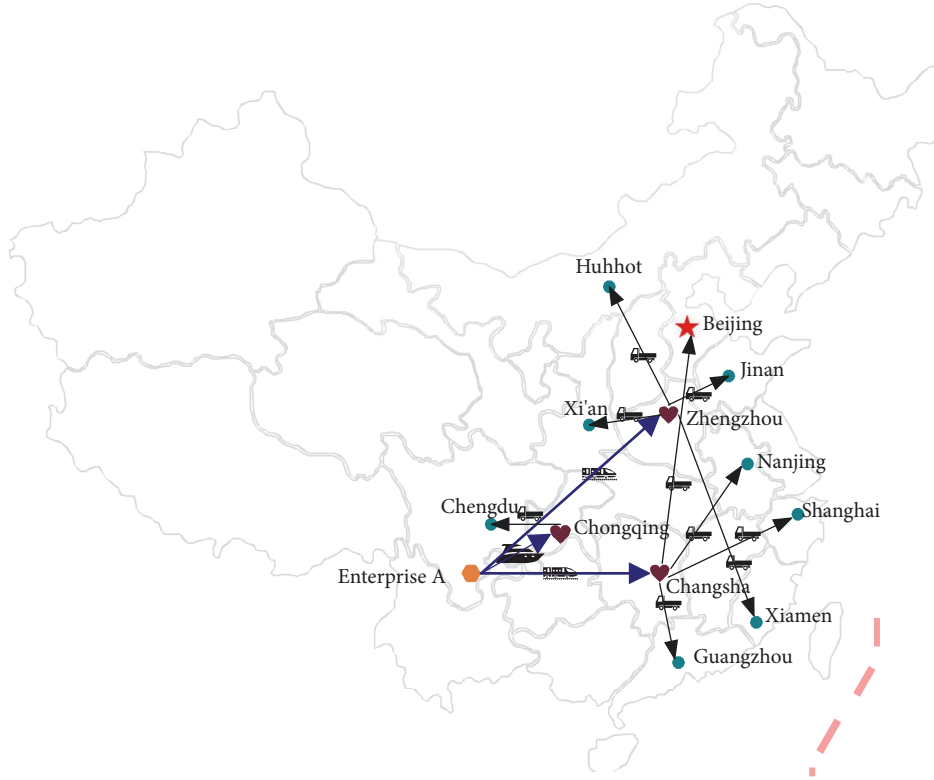 Huhhot
Beijing
Jinan
Xi'an
Zhengzhou
Nanjing
Chengdu
Shanghai
Chongqing
Enterprise A
Changsha
Xiamen
Guangzhou